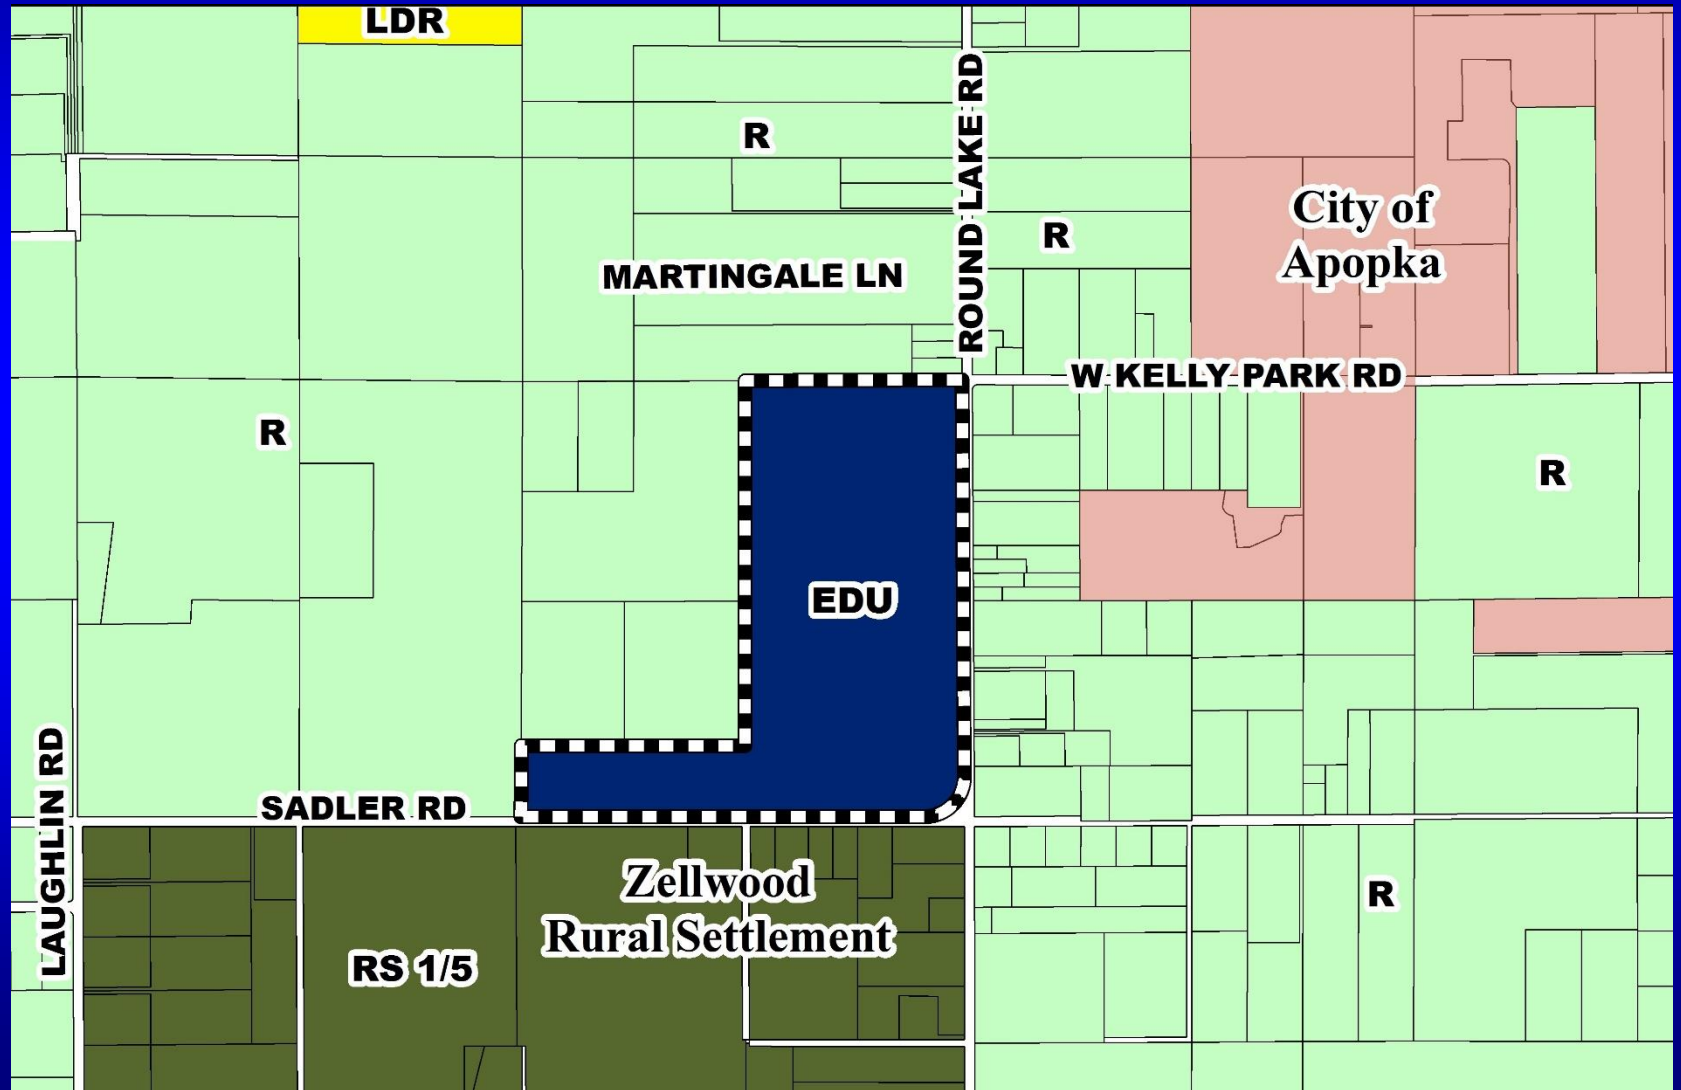 LDR
ROUND LAKE RD
R
City of
Apopka
R
MARTINGALE LN
W KELLY PARK RD
R
R
EDU
LAUGHLIN RD
SADLER RD
Zellwood
Rural Settlement
R
RS 1/5